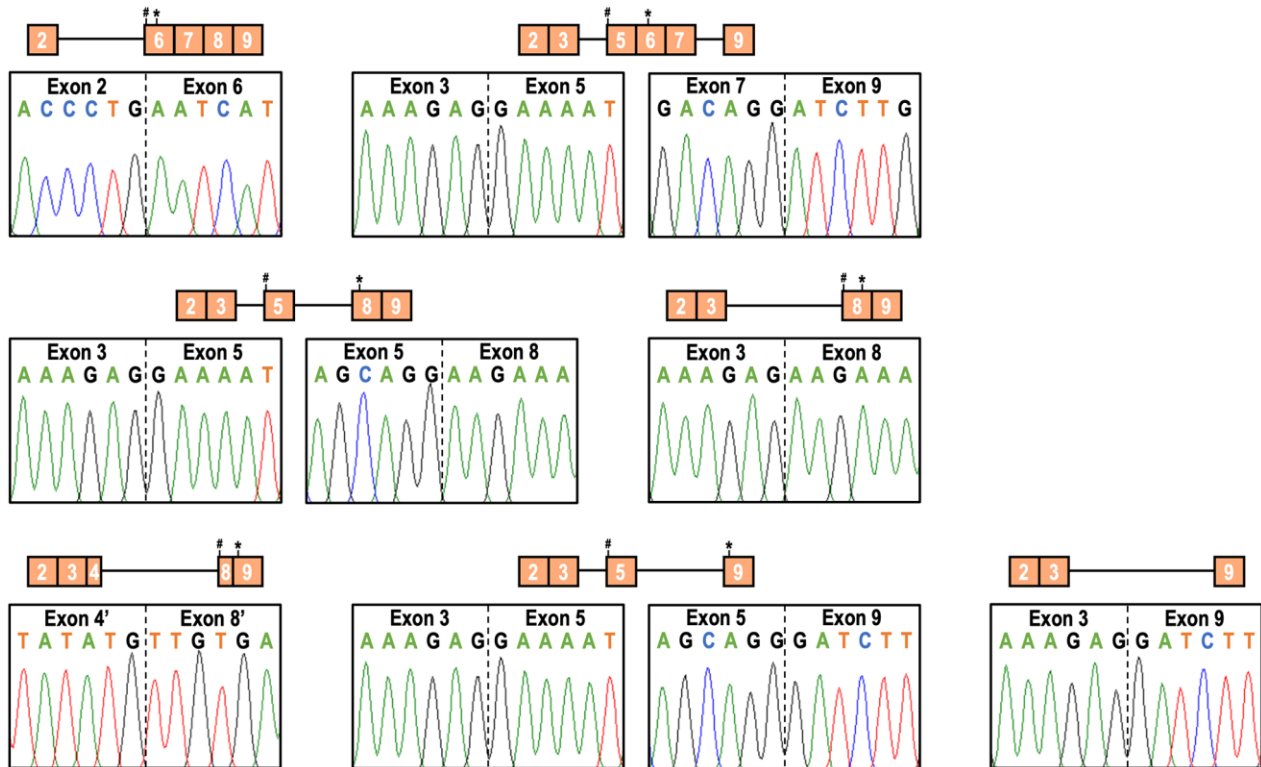 # *
2 6 7 8 9
Exon 2 Exon 6
A C C C T G A A T C A T
# *
2 3 5 6 7 9
Exon 3 Exon 5
A A A G A G G A A A A T
Exon 7 Exon 9
G A C A G G A T C T T G
# *
2 3 5 8 9
Exon 3 Exon 5
A A A G A G G A A A A T
Exon 5 Exon 8
A G C A G G A A G A A A
# *
2 3 8 9
Exon 3 Exon 8
A A A G A G A A G A A A
# *
2 3 4 8 9
Exon 4’ Exon 8’
T A T A T G T T G T G A
# *
2 3 5 9
Exon 3 Exon 5
A A A G A G G A A A A T
Exon 5 Exon 9
A G C A G G G A T C T T
2 3 9
Exon 3 Exon 9
A A A G A G G A T C T T